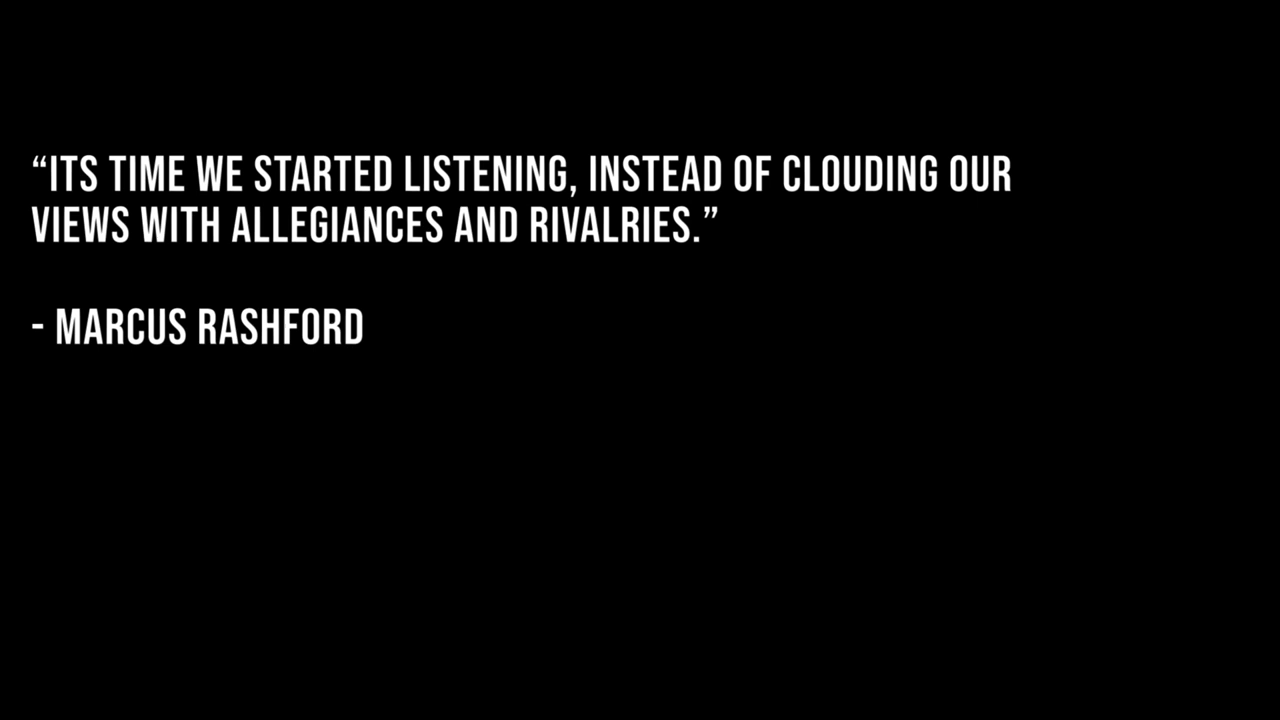 “ITS TIME WE STARTED LISTENING, INSTEAD OF CLOUDING OUR
VIEWS WITH ALLEGIANCES AND RIVALRIES.”
- MARCUS RASHFORD